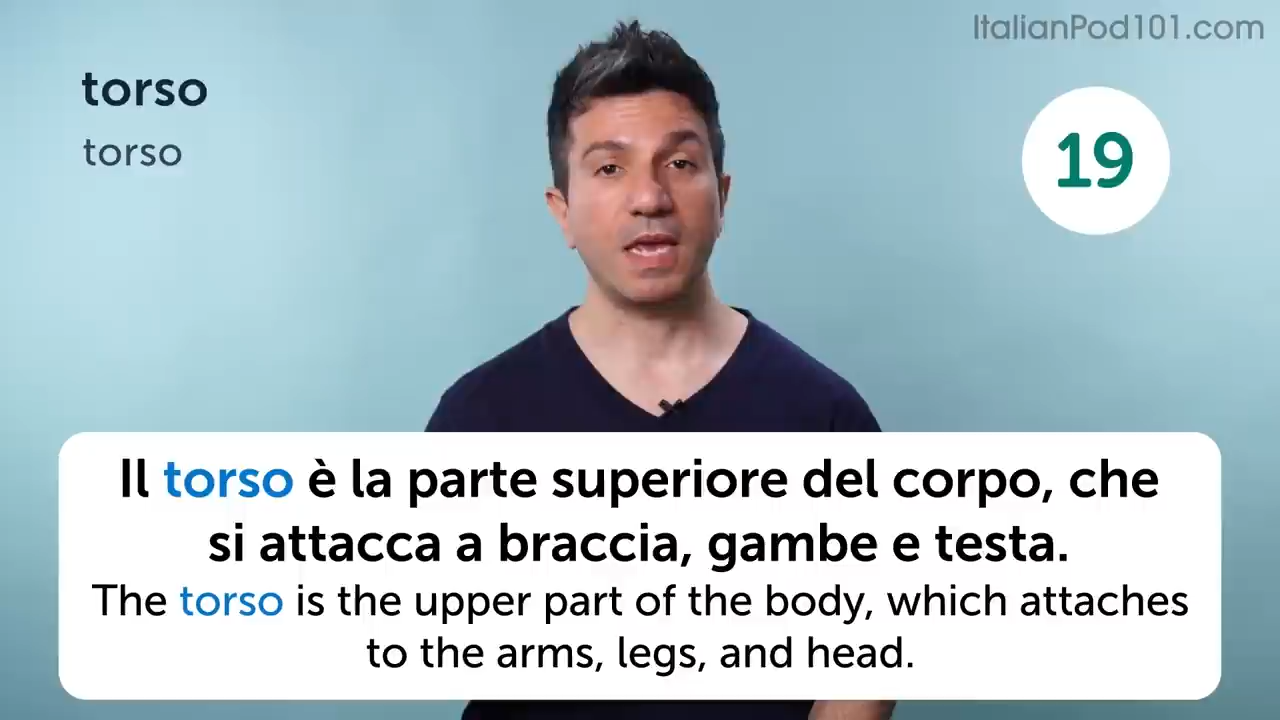 ItalianPod101.com
torso
torso
19
Il torso è la parte superiore del corpo, che
si attacca a braccia, gambe e testa.
The torso is the upper part of the body, which attaches
to the arms, legs, and head.